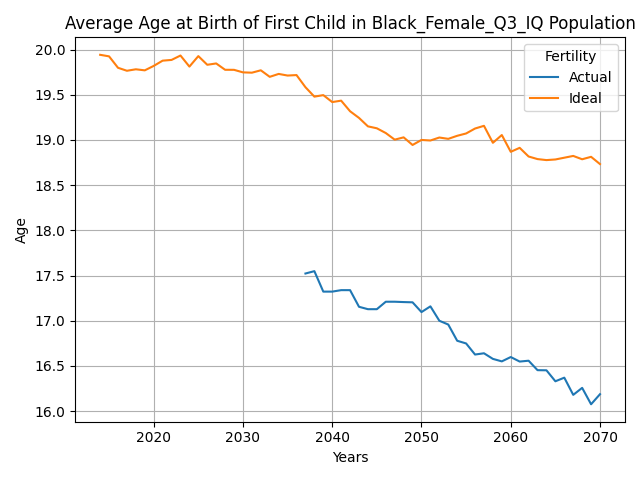 Average Age at Birth of First Child in Black_Female_Q3_IQ Population
Fertility
Actual
Ideal
20.0
19.5
19.0
18.5
18.0
17.5
17.0
16.5
16.0
Age
2020 2030 2040 2050 2060 2070
Years